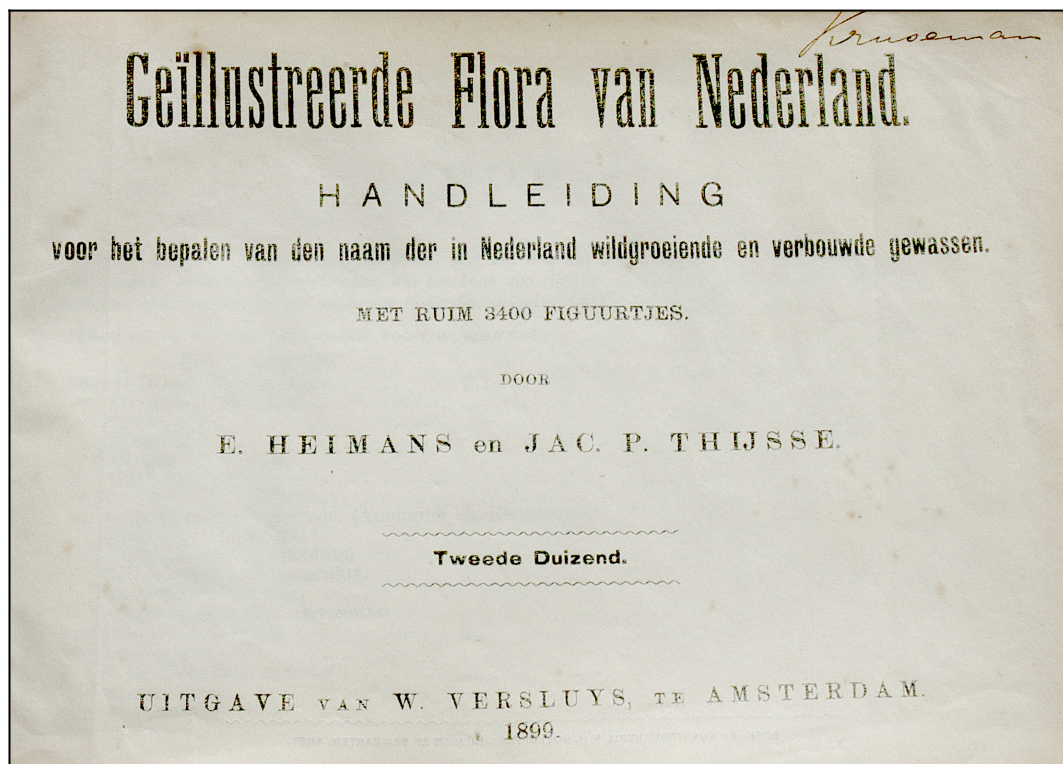 Kruseman
Geïllustreerde Flora van Nederland.
HANDLEIDING
voor het bepalen van den naam der in Nederland wildgroeiende en verbouwde gewassen.
MET RUIM 3400 FIGUURTJES.
DOOR
E. HEIMANS en JAC. P. THIJSSE.
Tweede Duizend.
UITGAVE VAN W. VERSLUYS, TE AMSTERDAM.
1899.